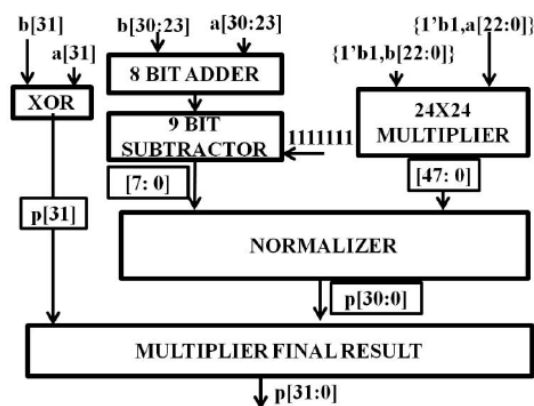 b[31]
a[31]
b[30:23]
a[30:23]
{1'b1,a[22:0]}
{1'b1,b[22:0]}
XOR
8 BIT ADDER
9 BIT
SUBTRACTOR
1111111
24X24
MULTIPLIER
[7: 0]
[47: 0]
p[31]
NORMALIZER
p[30:0]
MULTIPLIER FINAL RESULT
p[31:0]